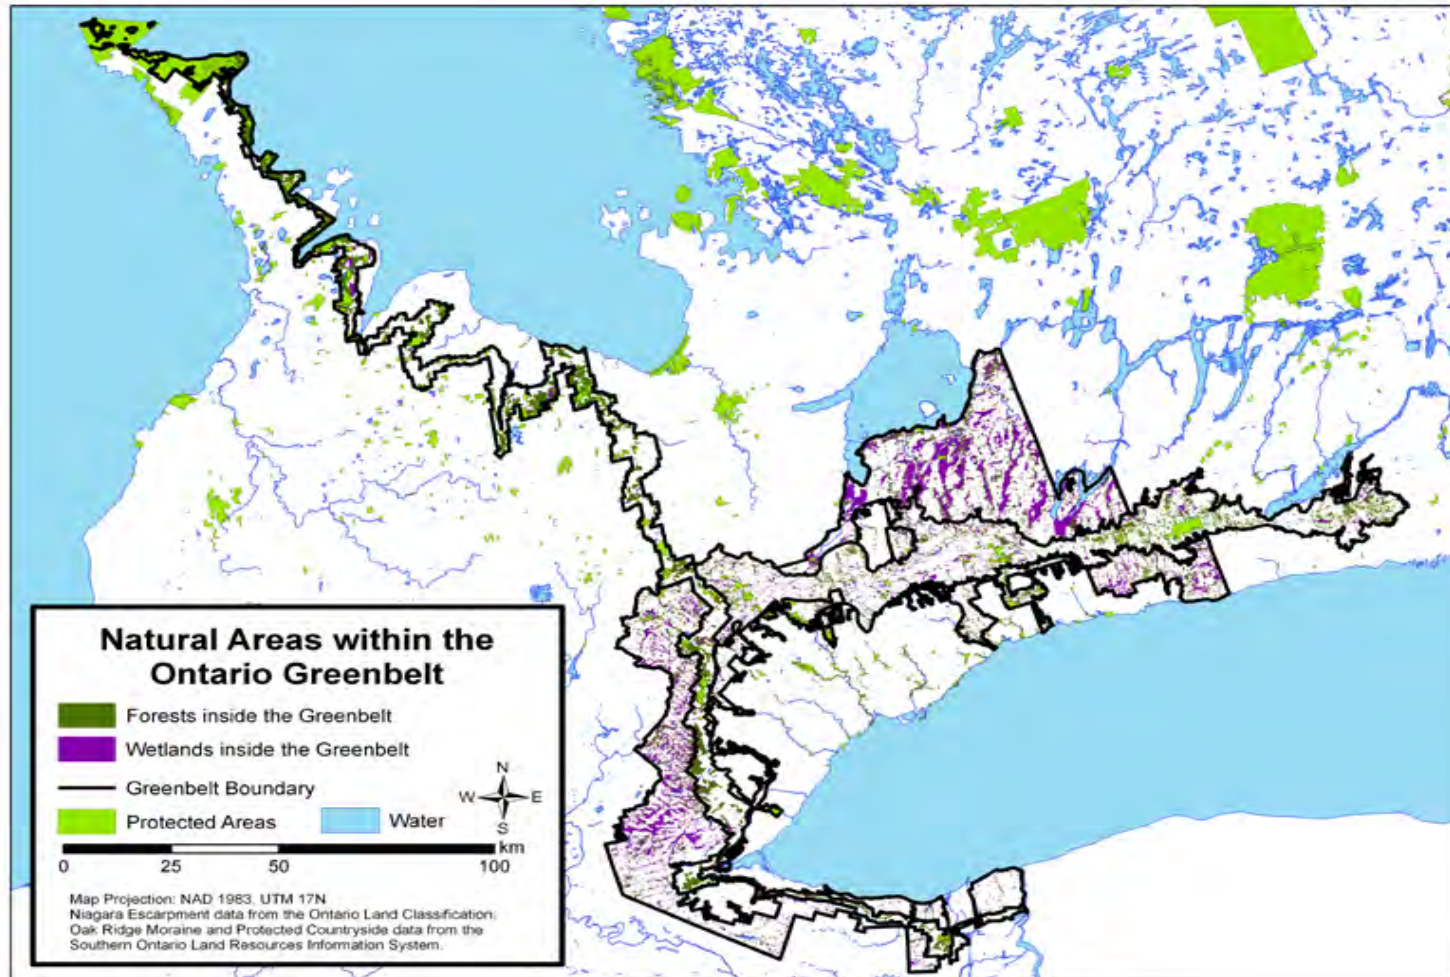 Natural Areas within the
Ontario Greenbelt
Forests inside the Greenbelt
Wetlands inside the Greenbelt
Greenbelt Boundary
Protected Areas
Water
N
W
E
S
km
0 25 50 100
Map Projection: NAD 1983, UTM 17N
Niagara Escarpment data from the Ontario Land Classification.
Oak Ridge Moraine and Protected Countryside data from the
Southern Ontario Land Resources Information System.